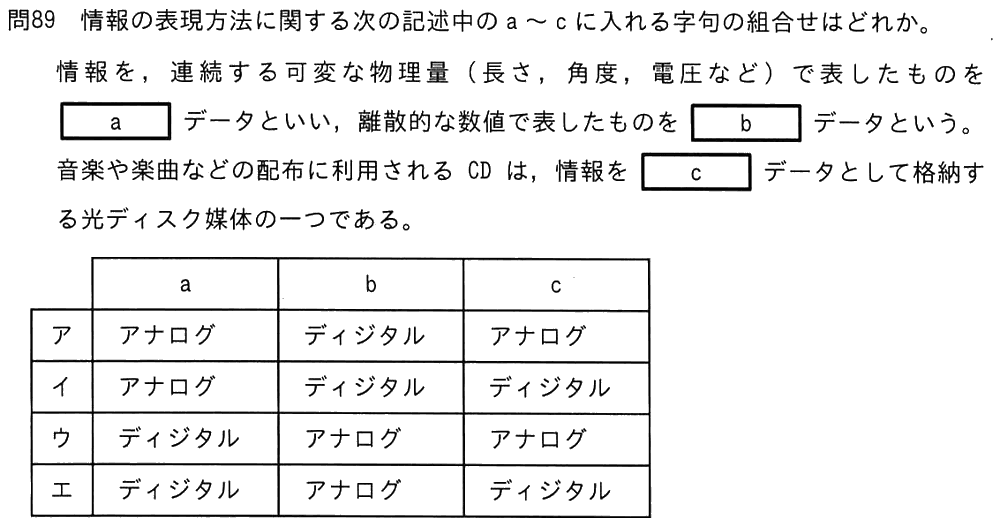 問89 情報の表現方法に関する次の記述中の a ~ c に入れる字句の組合せはどれか。
情報を，連続する可変な物理量（長さ，角度，電圧など）で表したものを
a データといい，離散的な数値で表したものを b データという。
音楽や楽曲などの配布に利用される CD は，情報を c データとして格納す
る光ディスク媒体の一つである。
a b c
ア アナログ ディジタル アナログ
イ アナログ ディジタル ディジタル
ウ ディジタル アナログ アナログ
エ ディジタル アナログ ディジタル